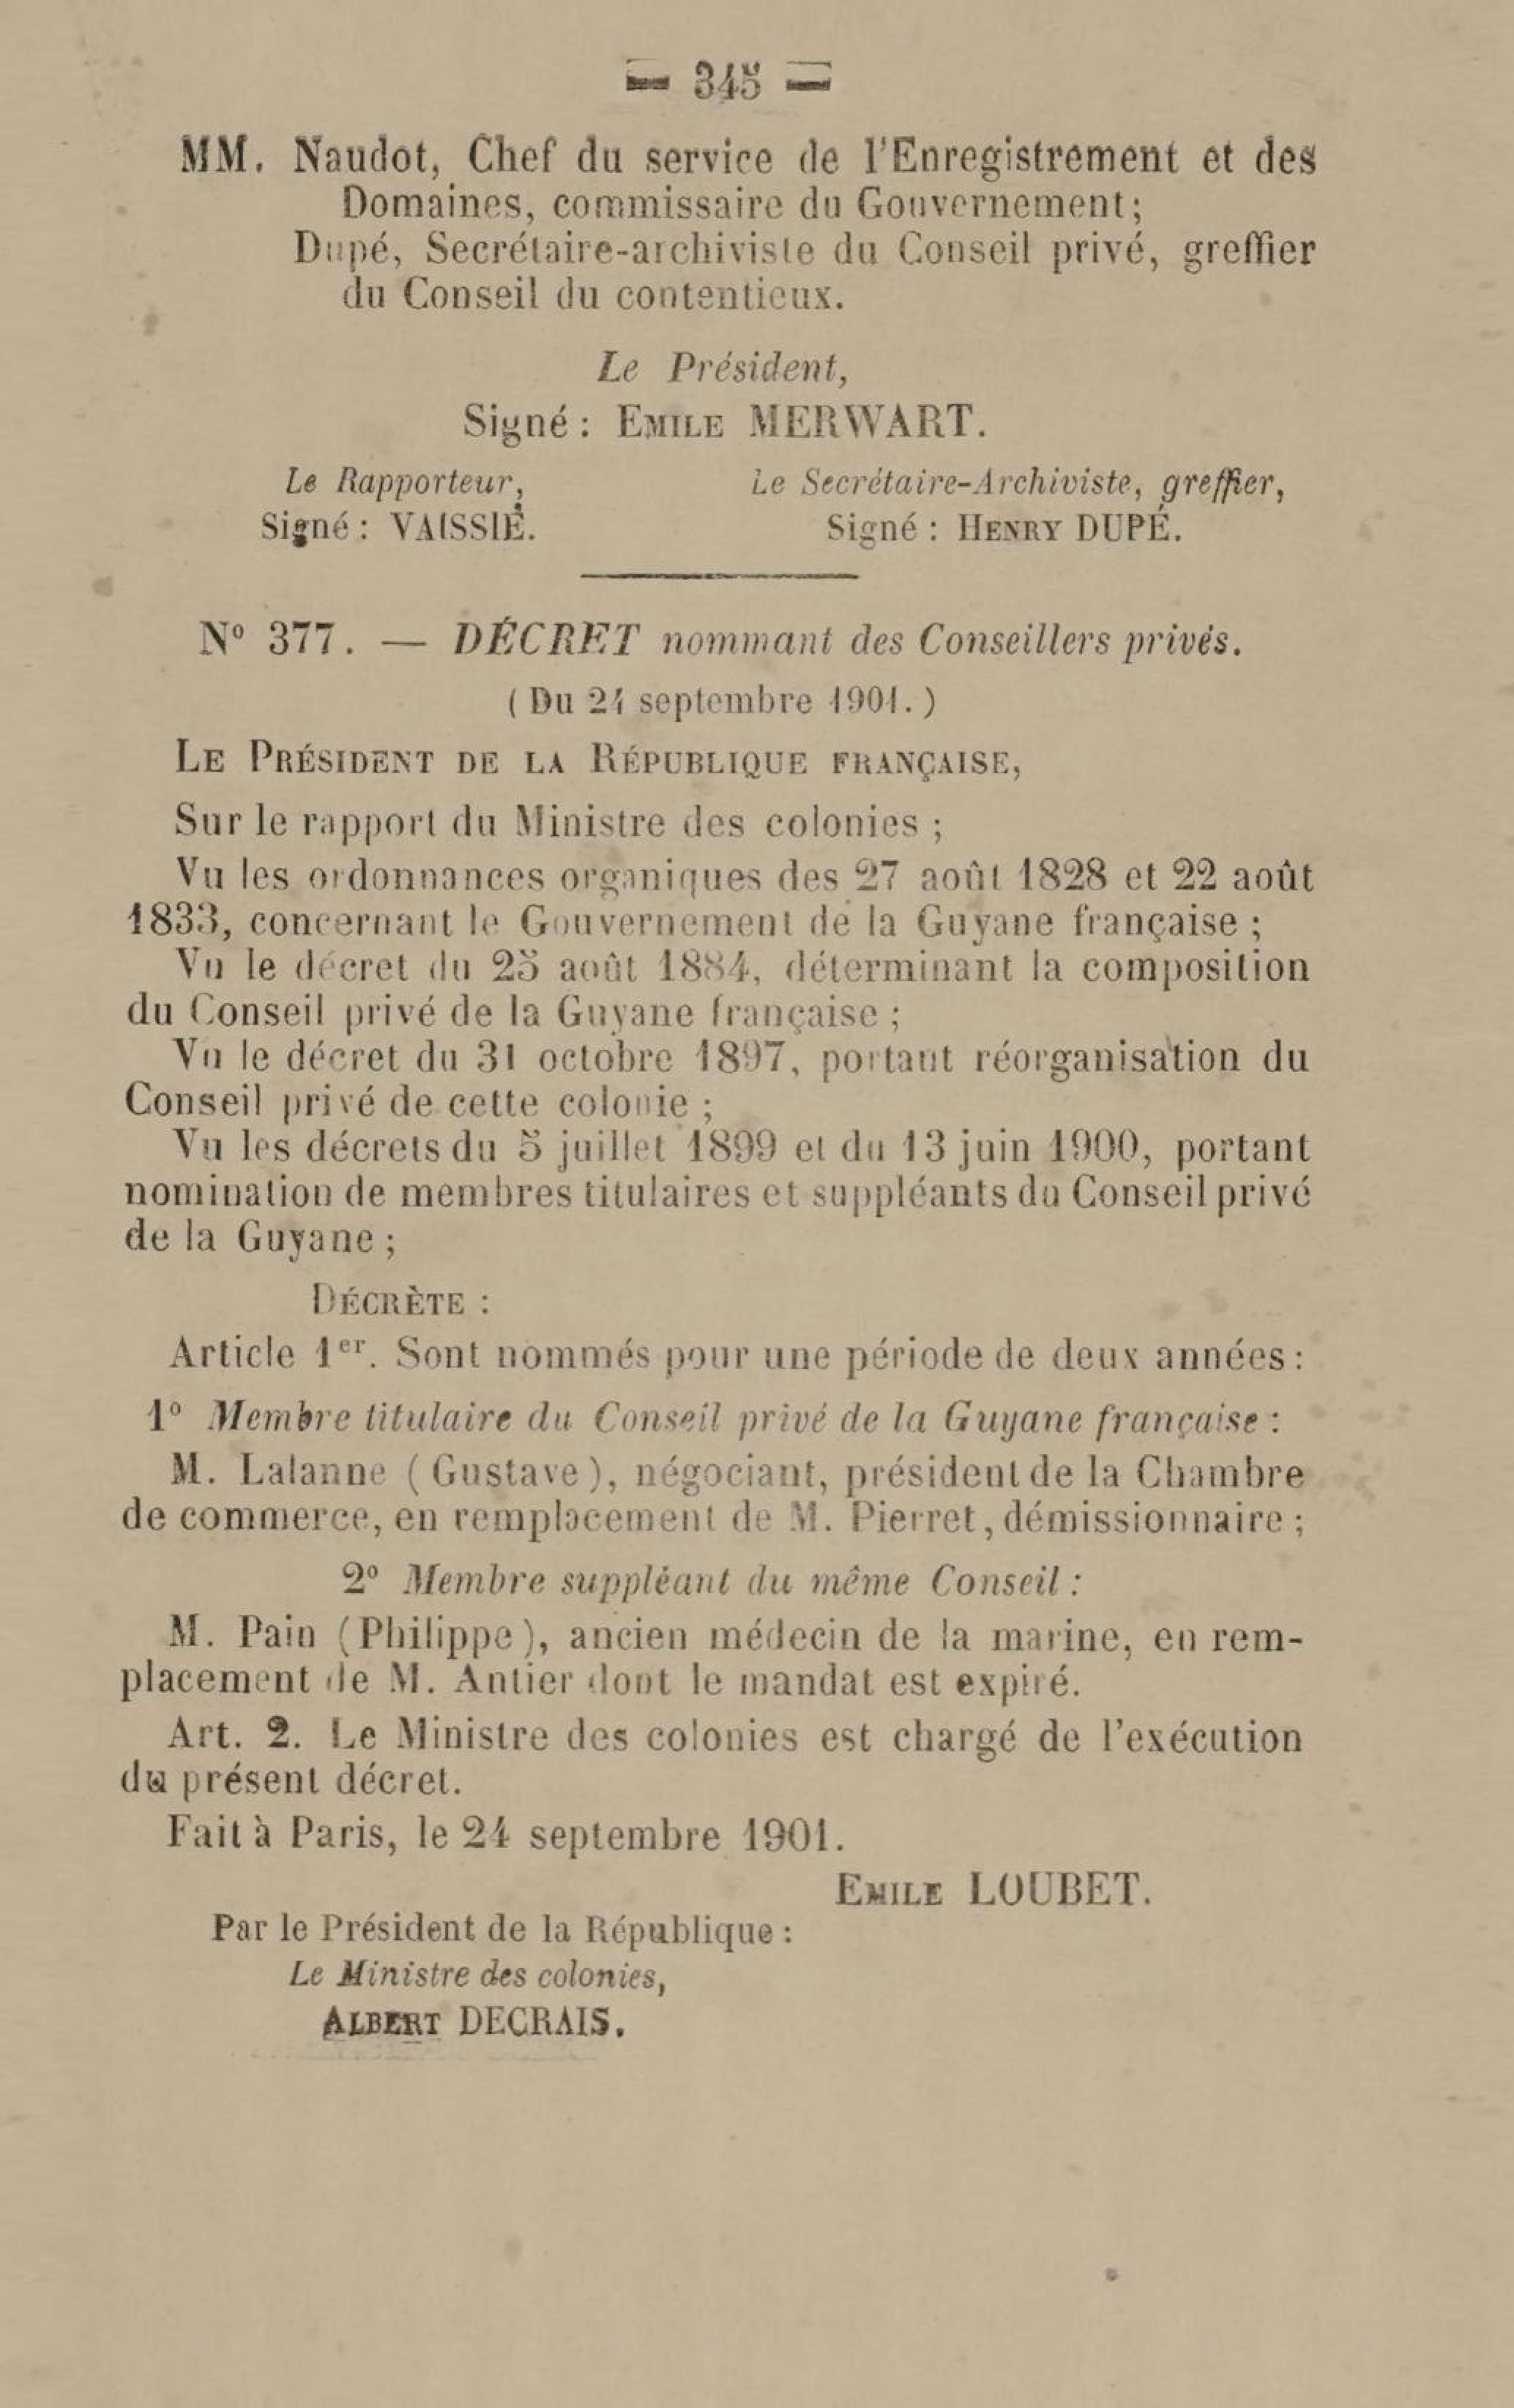 — 345 —
MM. Naudot, Chef du service de l'Enregistrement et des
Domaines, commissaire du Gouvernement;
Dupé, Secrétaire-archiviste du Conseil privé, greffier
du Conseil du contentieux.
Le Président,
Signé : EMILE MERWART.
Le Rapporteur, Le Secrétaire-Archiviste, greffier,
Signé : VAISSIÉ. Signé : HENRY DUPÉ.
N° 377. — DÉCRET nommant des Conseillers privés.
( Du 24 septembre 1901. )
LE PRÉSIDENT DE LA RÉPUBLIQUE FRANÇAISE,
Sur le rapport du Ministre des colonies ;
Vu les ordonnances organiques des 27 août 1828 et 22 août
1833, concernant le Gouvernement de la Guyane française ;
Vu le décret du 25 août 1884, déterminant la composition
du Conseil privé de la Guyane française ;
Vu le décret du 31 octobre 1897, portant réorganisation du
Conseil privé de cette colonie ;
Vu les décrets du 5 juillet 1899 et du 13 juin 1900, portant
nomination de membres titulaires et suppléants du Conseil privé
de la Guyane ;
DÉCRÈTE :
Article 1er. Sont nommés pour une période de deux années :
1° Membre titulaire du Conseil privé de la Guyane française :
M. Lalanne ( Gustave ), négociant, président de la Chambre
de commerce, en remplacement de M. Pierret, démissionnaire ;
2° Membre suppléant du même Conseil :
M. Pain (Philippe), ancien médecin de la marine, en rem-
placement de M. Antier dont le mandat est expiré.
Art. 2. Le Ministre des colonies est chargé de l'exécution
du présent décret.
Fait à Paris, le 24 septembre 1901.
EMILE LOUBET.
Par le Président de la République :
Le Ministre des colonies,
ALBERT DECRAIS.